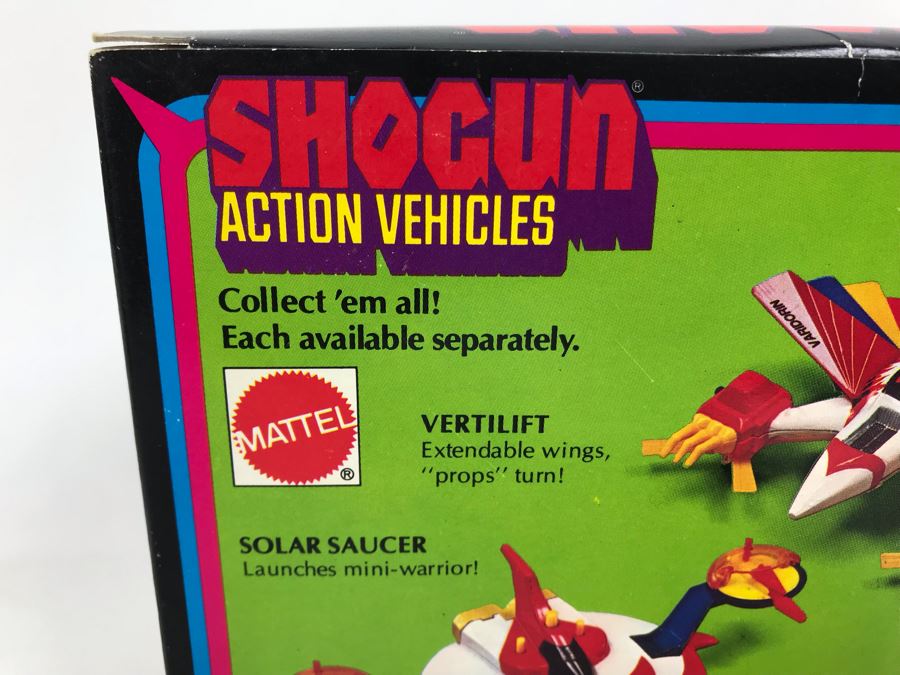 SHOGUN®
ACTION VEHICLES
Collect 'em all!
Each available separately.
MATTEL®
VERTILIFT
Extendable wings,
"props" turn!
VARIDORIN
SOLAR SAUCER
Launches mini-warrior!